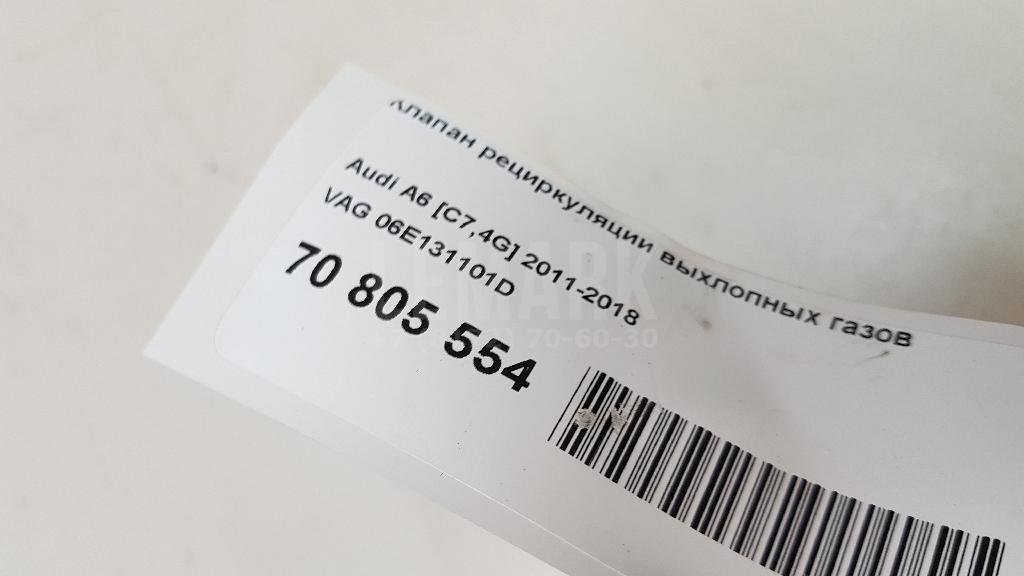 клапан рециркуляции выхлопных газов
Audi A6 [C7,4G] 2011-2018
VAG 06E131101D
70 805 554